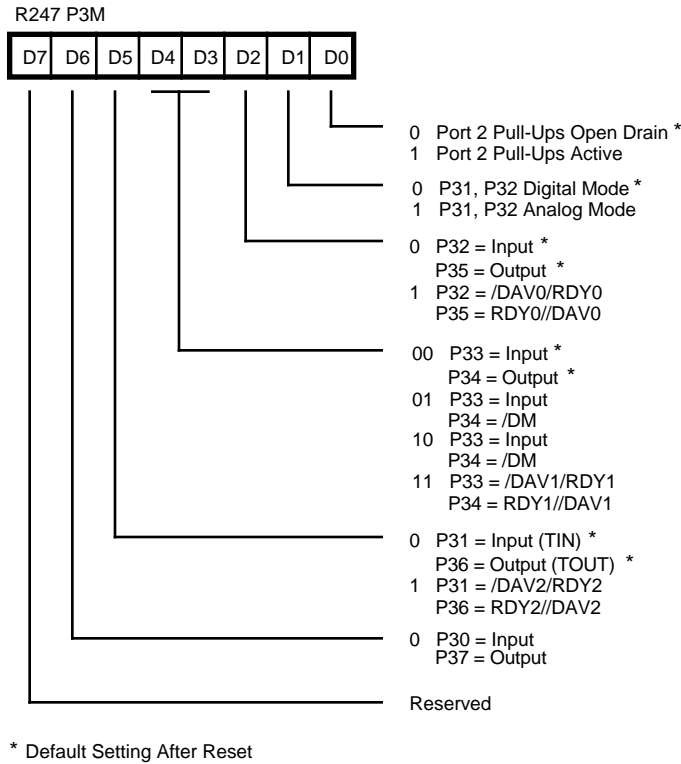 R247 P3M
D7 D6 D5 D4 D3 D2 D1 D0
0 Port 2 Pull-Ups Open Drain *
1 Port 2 Pull-Ups Active
0 P31, P32 Digital Mode *
1 P31, P32 Analog Mode
0 P32 = Input *
P35 = Output *
1 P32 = /DAV0/RDY0
P35 = RDY0//DAV0
00 P33 = Input *
P34 = Output *
01 P33 = Input
P34 = /DM
10 P33 = Input
P34 = /DM
11 P33 = /DAV1/RDY1
P34 = RDY1//DAV1
0 P31 = Input (TIN) *
P36 = Output (TOUT) *
1 P31 = /DAV2/RDY2
P36 = RDY2//DAV2
0 P30 = Input
P37 = Output
Reserved
* Default Setting After Reset